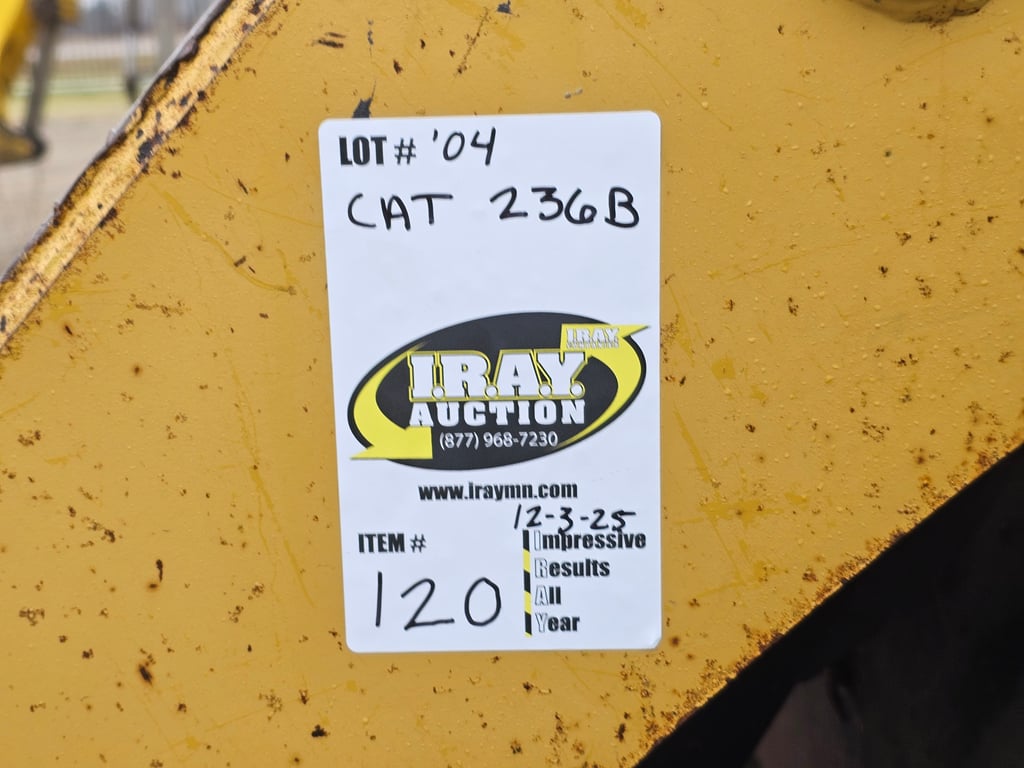 LOT # '04
CAT 236B
I.R.A.Y.
I.R.A.Y.
AUCTION
(877) 968-7230
www.iraymn.com
12-3-25
ITEM #
120
Impressive
Results
All
Year